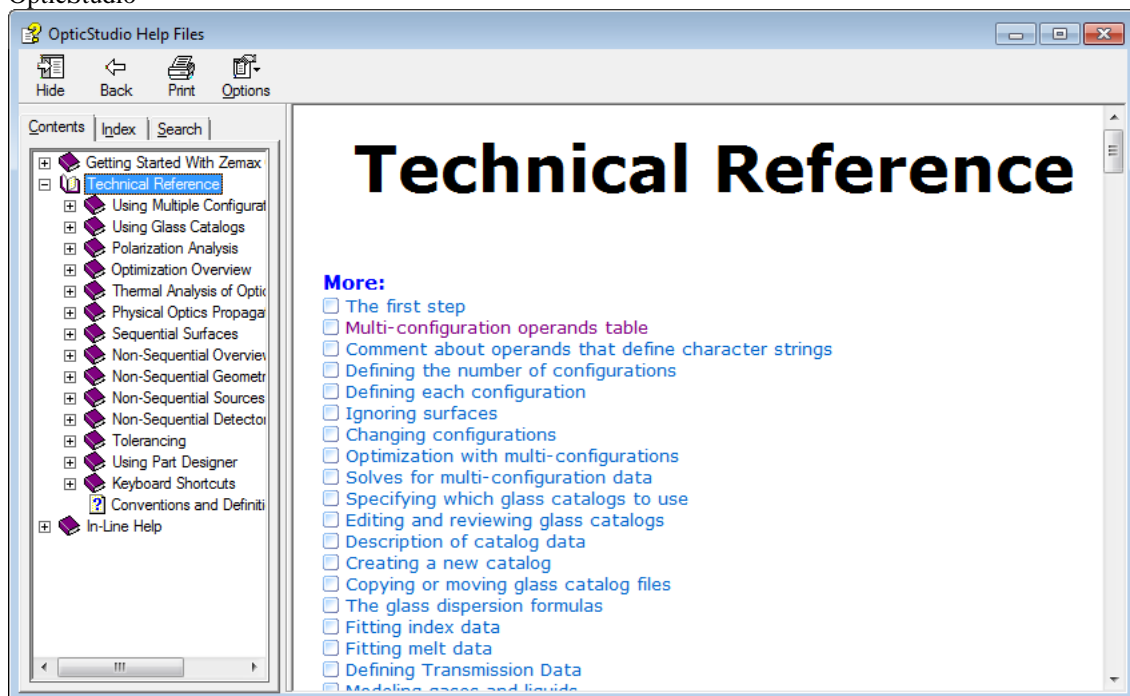 OpticStudio
OpticStudio Help Files
Hide Back Print Options
Contents Index Search
Getting Started With Zemax
Technical Reference
Using Multiple Configurat
Using Glass Catalogs
Polarization Analysis
Optimization Overview
Thermal Analysis of Optic
Physical Optics Propaga
Sequential Surfaces
Non-Sequential Overview
Non-Sequential Geometr
Non-Sequential Sources
Non-Sequential Detector
Tolerancing
Using Part Designer
Keyboard Shortcuts
Conventions and Definiti
In-Line Help
Technical Reference
More:
The first step
Multi-configuration operands table
Comment about operands that define character strings
Defining the number of configurations
Defining each configuration
Ignoring surfaces
Changing configurations
Optimization with multi-configurations
Solves for multi-configuration data
Specifying which glass catalogs to use
Editing and reviewing glass catalogs
Description of catalog data
Creating a new catalog
Copying or moving glass catalog files
The glass dispersion formulas
Fitting index data
Fitting melt data
Defining Transmission Data
Modeling gases and liquids